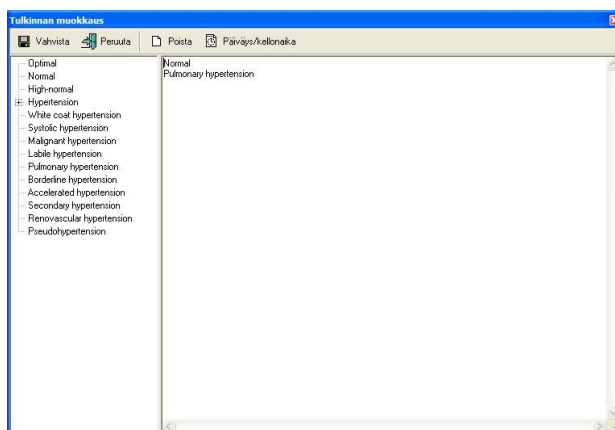 Tulkinnan muokkaus
Vahvista Peruuta Poista Päiväys/kellonaika
Optimal
Normal
High-normal
Hypertension
White coat hypertension
Systolic hypertension
Malignant hypertension
Labile hypertension
Pulmonary hypertension
Borderline hypertension
Accelerated hypertension
Secondary hypertension
Renovascular hypertension
Pseudohypertension
Normal
Pulmonary hypertension